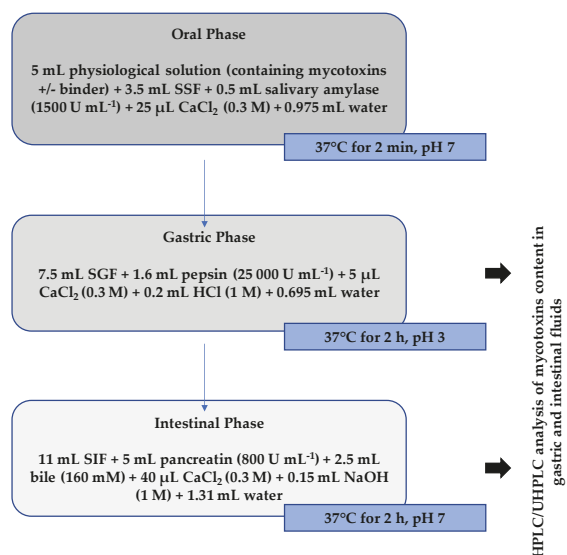 Oral Phase
5 mL physiological solution (containing mycotoxins
+/- binder) + 3.5 mL SSF + 0.5 mL salivary amylase
(1500 U mL⁻¹) + 25 µL CaCl₂ (0.3 M) + 0.975 mL water
37°C for 2 min, pH 7
Gastric Phase
7.5 mL SGF + 1.6 mL pepsin (25 000 U mL⁻¹) + 5 µL
CaCl₂ (0.3 M) + 0.2 mL HCl (1 M) + 0.695 mL water
37°C for 2 h, pH 3
Intestinal Phase
11 mL SIF + 5 mL pancreatin (800 U mL⁻¹) + 2.5 mL
bile (160 mM) + 40 µL CaCl₂ (0.3 M) + 0.15 mL NaOH
(1 M) + 1.31 mL water
37°C for 2 h, pH 7
HPLC/UHPLC analysis of mycotoxins content in
gastric and intestinal fluids